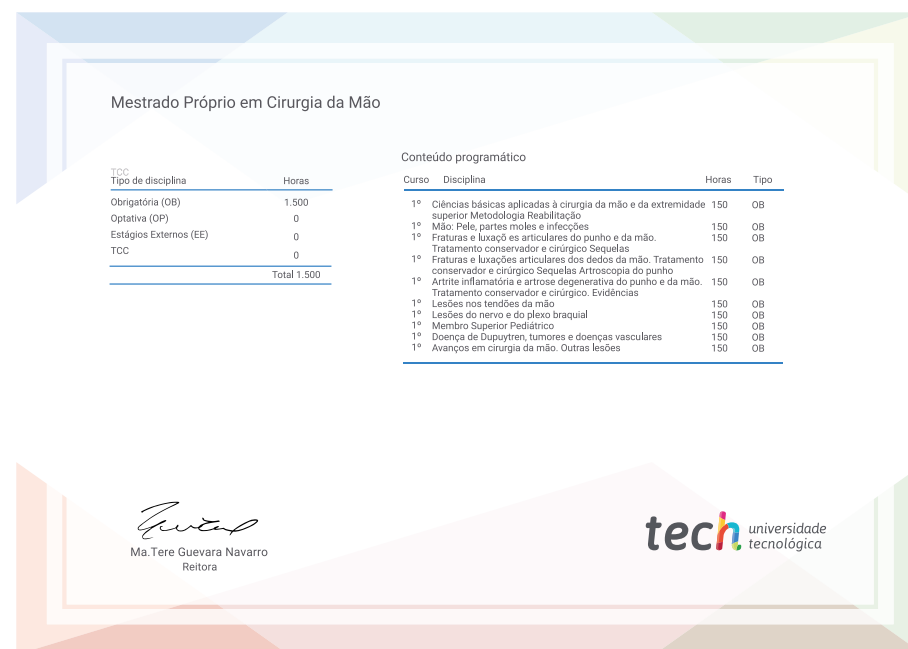 Mestrado Próprio em Cirurgia da Mão
TCC
Tipo de disciplina Horas
Obrigatória (OB) 1.500
Optativa (OP) 0
Estágios Externos (EE) 0
TCC 0
Total 1.500
Conteúdo programático
Curso Disciplina Horas Tipo
1º Ciências básicas aplicadas à cirurgia da mão e da extremidade 150 OB
superior Metodologia Reabilitação
1º Mão: Pele, partes moles e infecções 150 OB
1º Fraturas e luxaçõ es articulares do punho e da mão. 150 OB
Tratamento conservador e cirúrgico Sequelas
1º Fraturas e luxações articulares dos dedos da mão. Tratamento 150 OB
conservador e cirúrgico Sequelas Artroscopia do punho
1º Artrite inflamatória e artrose degenerativa do punho e da mão. 150 OB
Tratamento conservador e cirúrgico. Evidências
1º Lesões nos tendões da mão 150 OB
1º Lesões do nervo e do plexo braquial 150 OB
1º Membro Superior Pediátrico 150 OB
1º Doença de Dupuytren, tumores e doenças vasculares 150 OB
1º Avanços em cirurgia da mão. Outras lesões 150 OB
Ma.Tere Guevara Navarro
Reitora
tech universidade
tecnológica